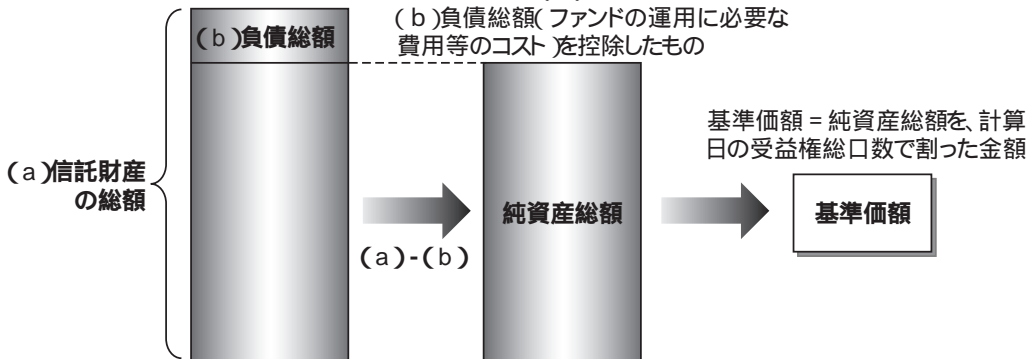 (b)負債総額(ファンドの運用に必要な
費用等のコスト)を控除したもの
(b)負債総額
基準価額=純資産総額を、計算
日の受益権総口数で割った金額
(a)信託財産
の総額
純資産総額
基準価額
(a)-(b)